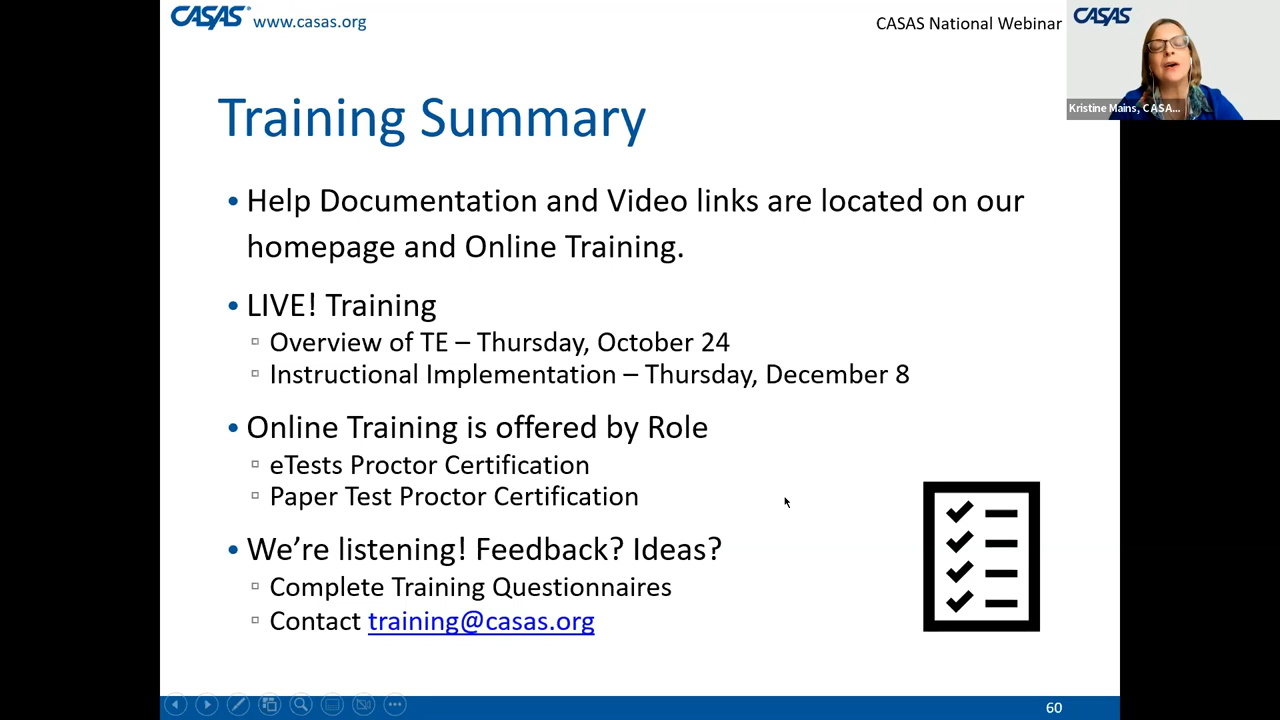 CASAS www.casas.org
CASAS National Webinar
CASAS
Kristine Mains, CASA...
Training Summary
• Help Documentation and Video links are located on our
homepage and Online Training.
• LIVE! Training
▫ Overview of TE – Thursday, October 24
▫ Instructional Implementation – Thursday, December 8
• Online Training is offered by Role
▫ eTests Proctor Certification
▫ Paper Test Proctor Certification
• We’re listening! Feedback? Ideas?
▫ Complete Training Questionnaires
▫ Contact training@casas.org
60